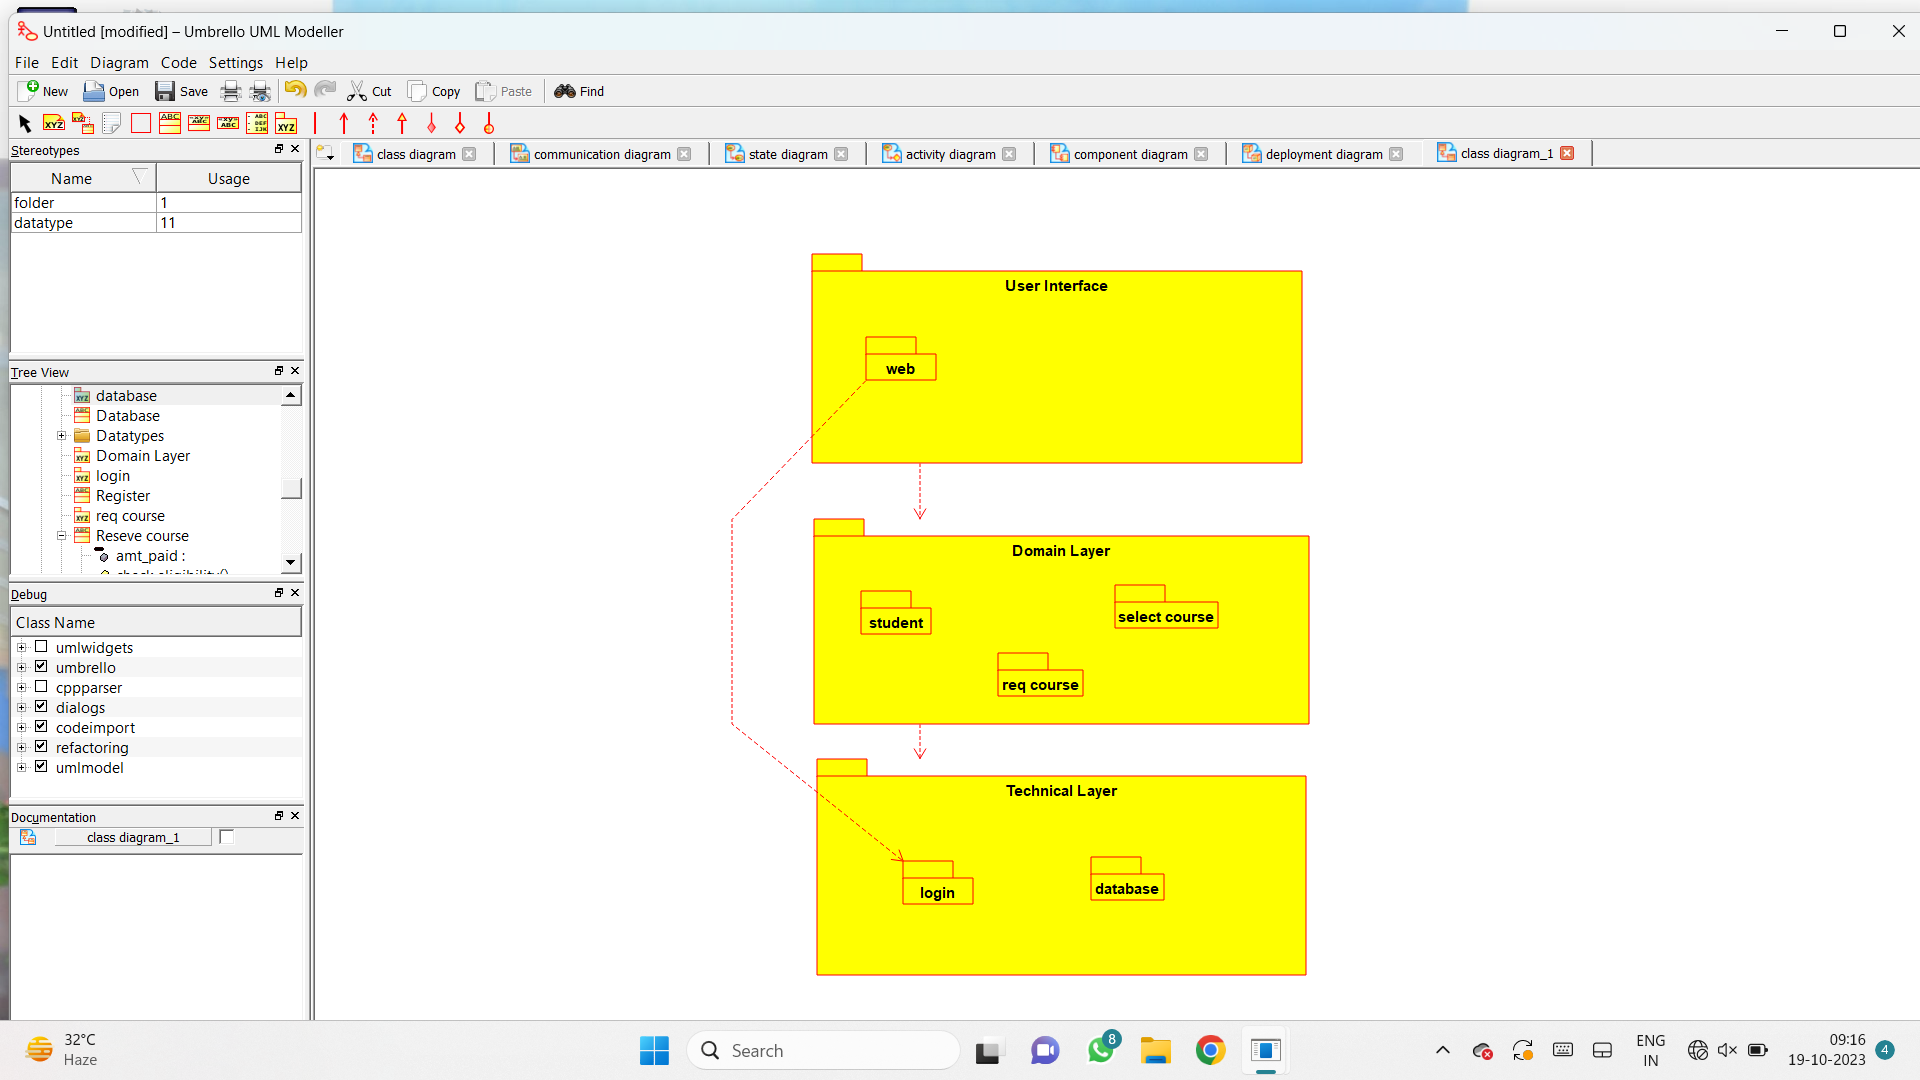 Untitled [modified] – Umbrello UML Modeller
File Edit Diagram Code Settings Help
New Open Save Cut Copy Paste Find
Stereotypes
class diagram communication diagram state diagram activity diagram component diagram deployment diagram class diagram_1
Name Usage
folder 1
datatype 11
Tree View
database
Database
Datatypes
Domain Layer
login
Register
req course
Reseve course
amt_paid :
check eligibility()
Debug
Class Name
umlwidgets
umbrello
cppparser
dialogs
codeimport
refactoring
umlmodel
Documentation
class diagram_1
User Interface
web
Domain Layer
student
select course
req course
Technical Layer
login
database
32°C
Haze
Search
8
ENG
IN
09:16
19-10-2023
4